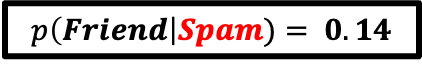 p(Friend|Spam) = 0.14